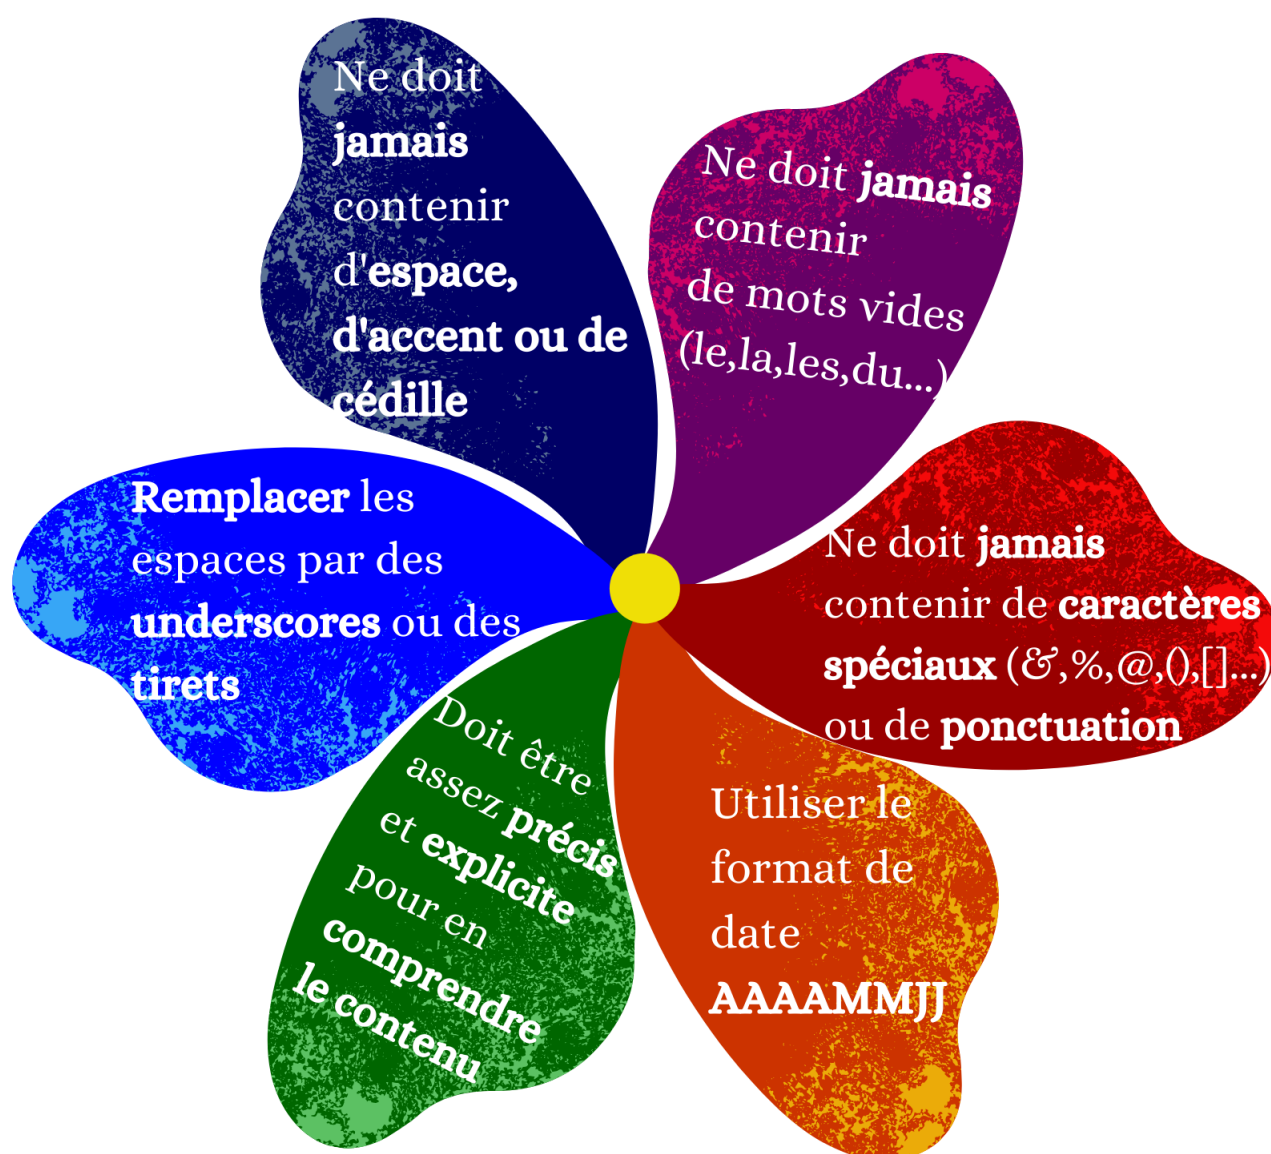 Ne doit
jamais
contenir
d'espace,
d'accent ou de
cédille
Ne doit jamais
contenir
de mots vides
(le,la,les,du...)
Ne doit jamais
contenir de caractères
spéciaux (&,%,@,(),[]...)
ou de ponctuation
Utiliser le
format de
date
AAAAMMJJ
Doit être
assez précis
et explicite
pour en
comprendre
le contenu
Remplacer les
espaces par des
underscores ou des
tirets